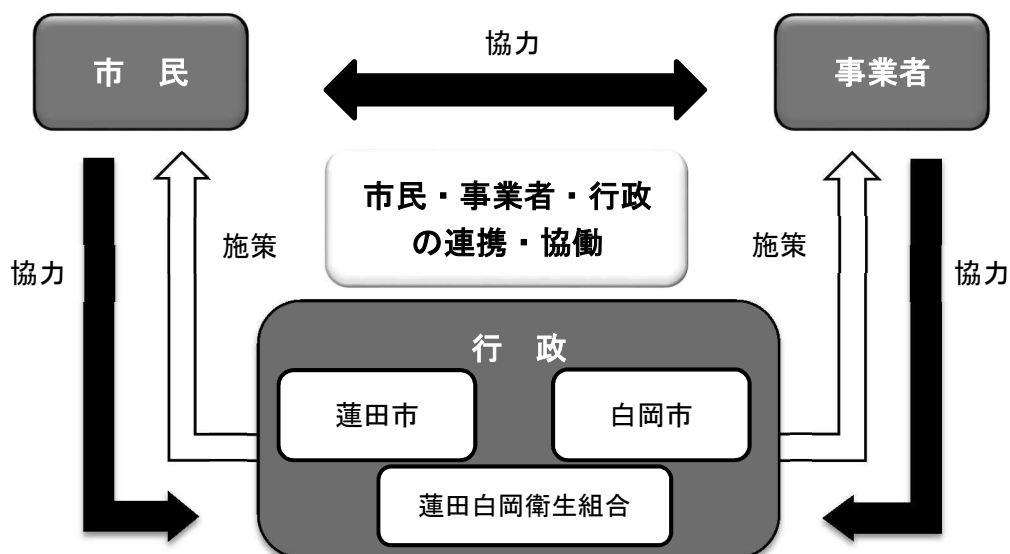 協力
市　民
事業者
市民・事業者・行政
の連携・協働
施策
施策
協力
協力
行　政
蓮田市
白岡市
蓮田白岡衛生組合